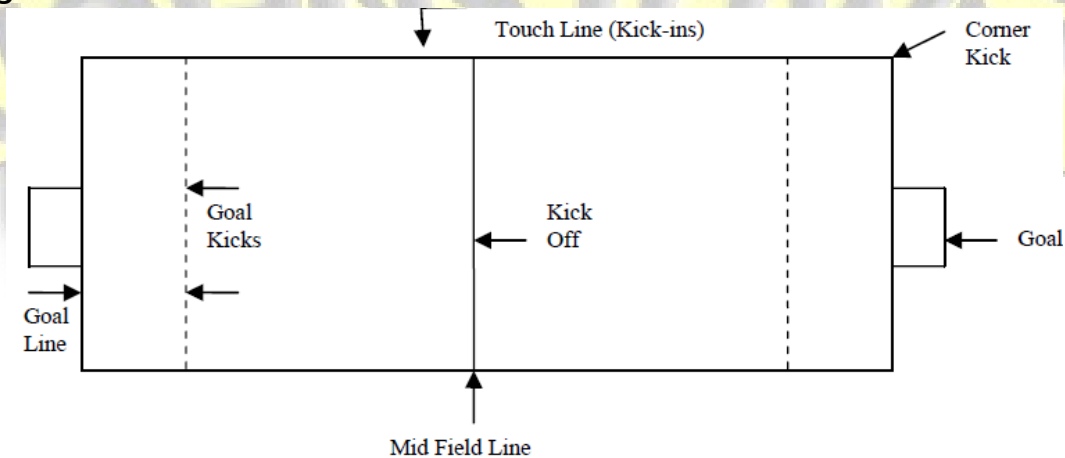 Touch Line (Kick-ins)
Corner
Kick
Goal
Kicks
Kick
Off
Goal
Goal
Line
Mid Field Line